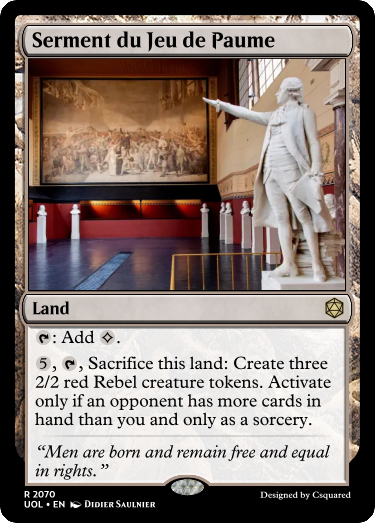 Serment du Jeu de Paume
Land
: Add .
5, , Sacrifice this land: Create three
2/2 red Rebel creature tokens. Activate
only if an opponent has more cards in
hand than you and only as a sorcery.
“Men are born and remain free and equal
in rights.”
R 2070
UOL • EN Didier Saulnier
Designed by Csquared